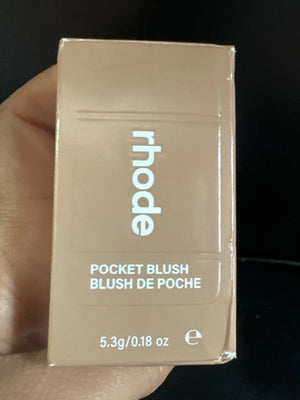 rhode
POCKET BLUSH
BLUSH DE POCHE
5.3g/0.18 oz ℮